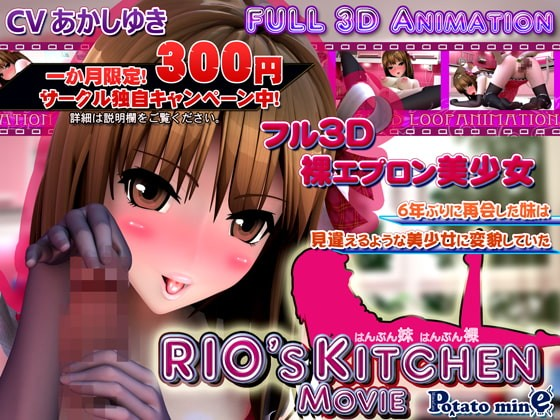 CV あかしゆき
FULL 3D ANIMATION
一か月限定! 300円
サークル独自キャンペーン中!
詳細は説明欄をご覧ください。
LOOP ANIMATION
フル3D
裸エプロン美少女
6年ぶりに再会した妹は
見違えるような美少女に変貌していた
はんぶん妹 はんぶん裸
RIO'S KITCHEN
MOVIE
Potato mine